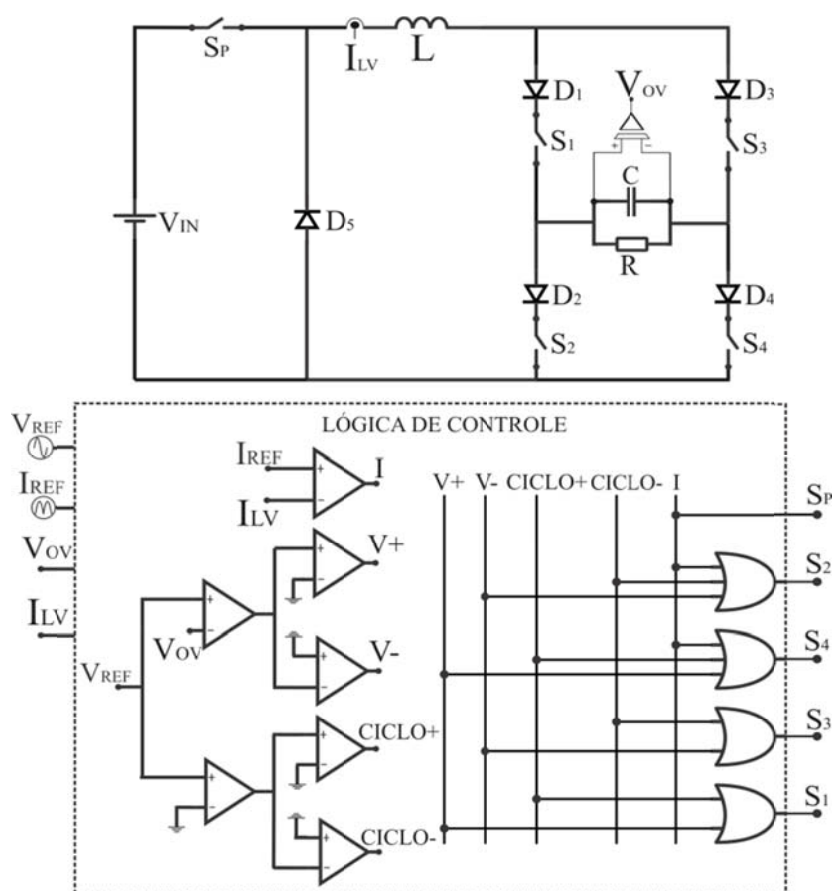 SP
ILV
L
D1
VOV
D3
S1
S3
+ -
C
VIN
D5
R
D2
D4
S2
S4
LÓGICA DE CONTROLE
VREF
IREF
VOV
ILV
IREF
+
I
ILV
-
V+
+
-
VREF
+
VOV
-
+
V-
-
CICLO+
+
-
+
-
+
CICLO-
-
V+ V- CICLO+ CICLO- I
SP
S2
S4
S3
S1